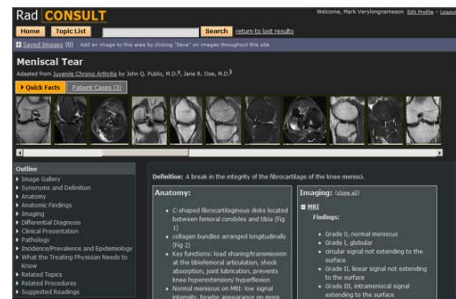 Rad CONSULT
Welcome, Mark Verylongnameson Edit Profile - Logout
Home Topic List Search return to last results
Saved Images (0) Add an image to this area by clicking "Save" on images throughout this site
Meniscal Tear
Adapted from Juvenile Chronic Arthritis by John Q. Public, M.D.§, Jane R. Doe, M.D.§
Quick Facts Patient Cases (3)
Outline
Image Gallery
Synonyms and Definition
Anatomy
Anatomic Findings
Imaging
Differential Diagnosis
Clinical Presentation
Pathology
Incidence/Prevalence and Epidemiology
What the Treating Physician Needs to
Know
Related Topics
Related Procedures
Suggested Readings
Definition: A break in the integrity of the fibrocartilage of the knee menisci.
Anatomy:
C-shaped fibrocartilaginous disks located
between femoral condyles and tibia (Fig
1)
collagen bundles arranged longitudinally
(Fig 2)
Key functions: load sharing/transmission
at the tibiofemoral articulation, shock
absorption, joint lubrication, prevents
hyperextension/ hyperflexion
Normal meniscus on MRI: low signal
intensity, bowtie appearance on more
Imaging: (close all)
MRI
Findings:
Grade 0, normal meniscus
Grade I, globular
circular signal not extending to the
surface
Grade II, linear signal not extending
to the surface
Grade III, intrameniscal signal
extending to the surface